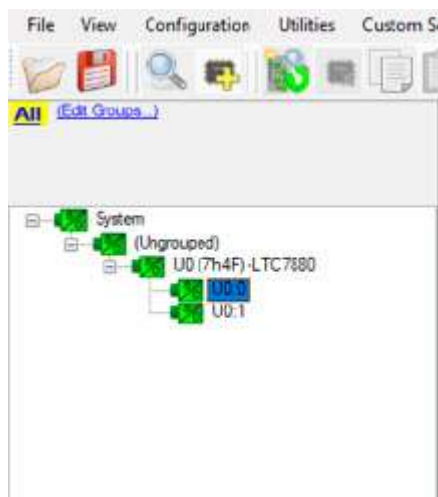 File View Configuration Utilities Custom S
All (Edit Groups...)
System
(Ungrouped)
U0 (7h4F) -LTC7880
U0:0
U0:1